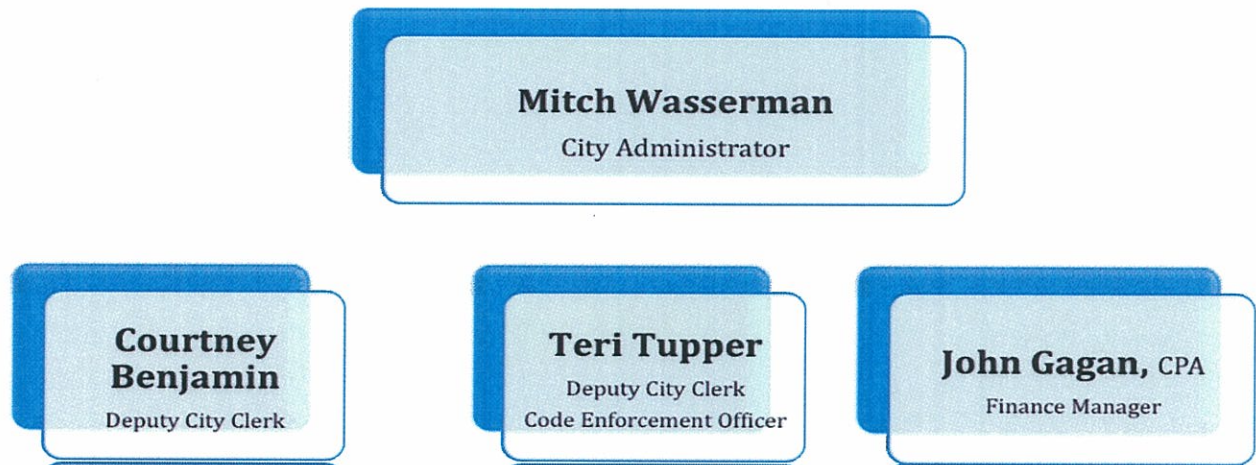 Mitch Wasserman
City Administrator
Courtney
Benjamin
Deputy City Clerk
Teri Tupper
Deputy City Clerk
Code Enforcement Officer
John Gagan, CPA
Finance Manager